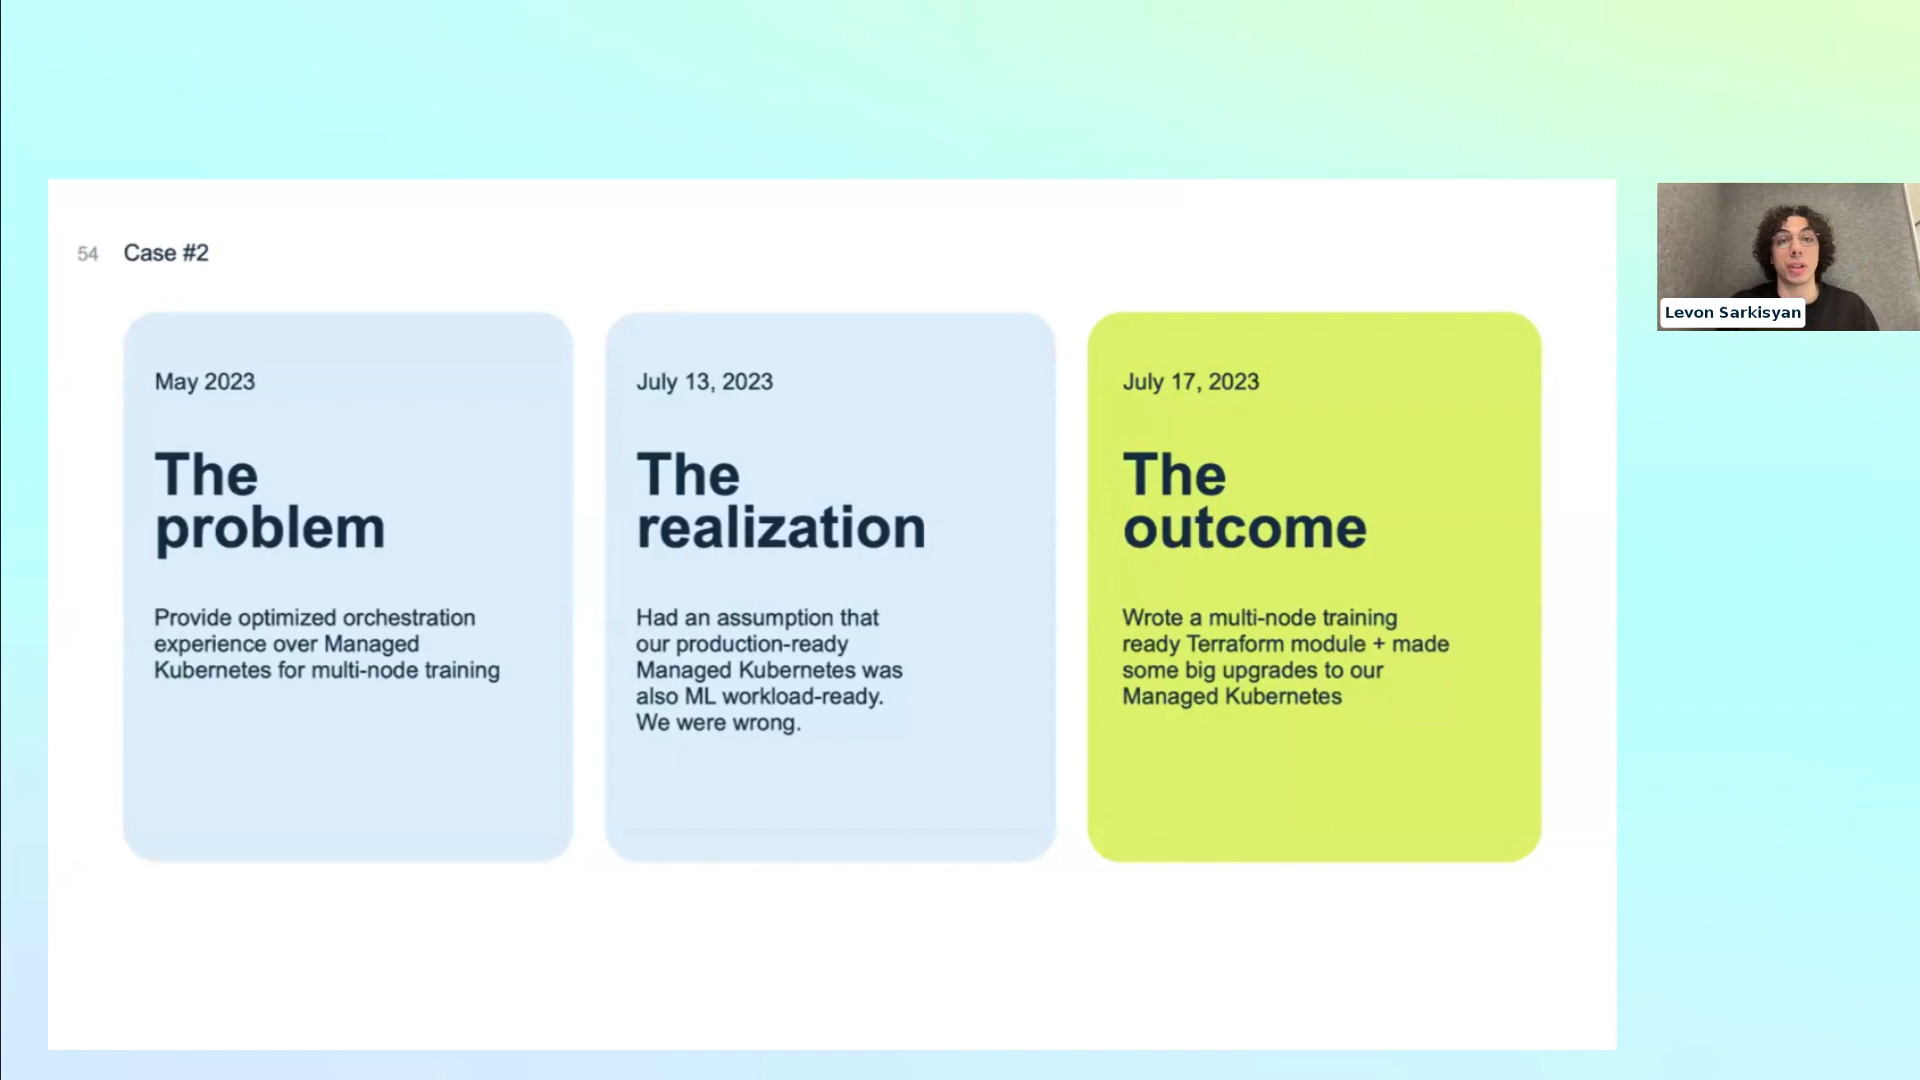 54 Case #2
May 2023
The
problem
Provide optimized orchestration
experience over Managed
Kubernetes for multi-node training
July 13, 2023
The
realization
Had an assumption that
our production-ready
Managed Kubernetes was
also ML workload-ready.
We were wrong.
July 17, 2023
The
outcome
Wrote a multi-node training
ready Terraform module + made
some big upgrades to our
Managed Kubernetes
Levon Sarkisyan